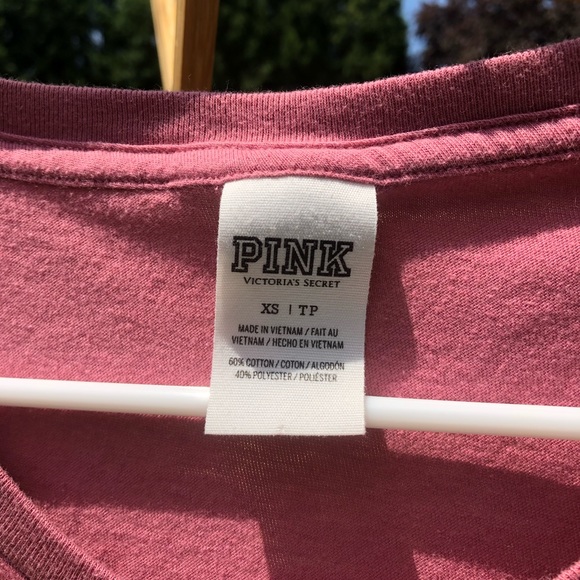 PINK
VICTORIA'S SECRET
XS | TP
MADE IN VIETNAM / FAIT AU
VIETNAM / HECHO EN VIETNAM
60% COTTON / COTON / ALGODÓN
40% POLYESTER / POLIÉSTER